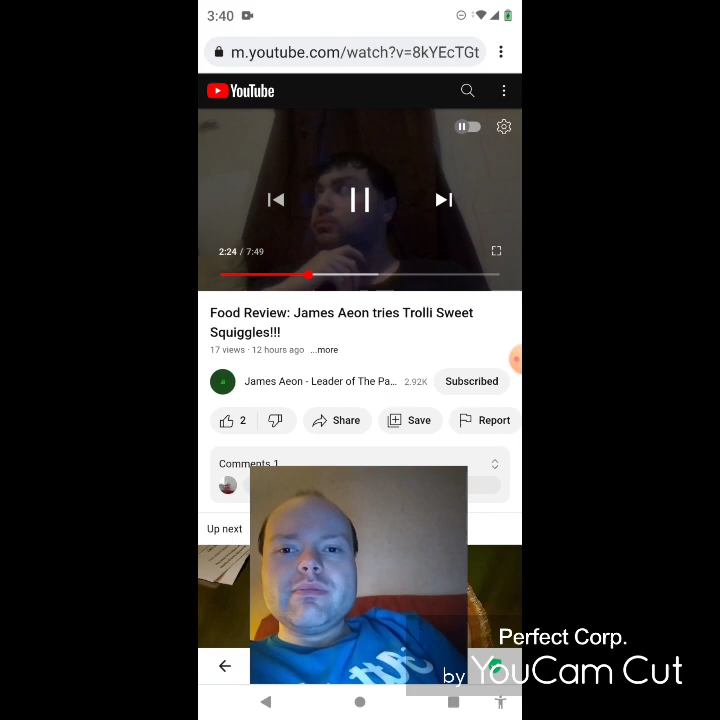 3:40
m.youtube.com/watch?v=8kYEcTGt
YouTube
2:24 / 7:49
Food Review: James Aeon tries Trolli Sweet
Squiggles!!!
17 views · 12 hours ago ...more
James Aeon - Leader of The Pa... 2.92K Subscribed
2 Share Save Report
Comments 1
Up next
Perfect Corp.
by YouCam Cut